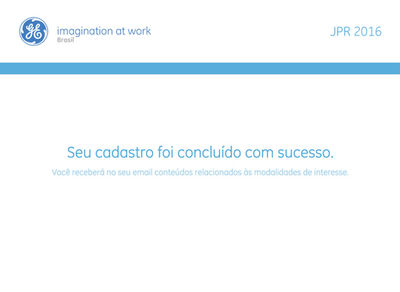 imagination at work
Brasil
JPR 2016
Seu cadastro foi concluído com sucesso.
Você receberá no seu email conteúdos relacionados às modalidades de interesse.